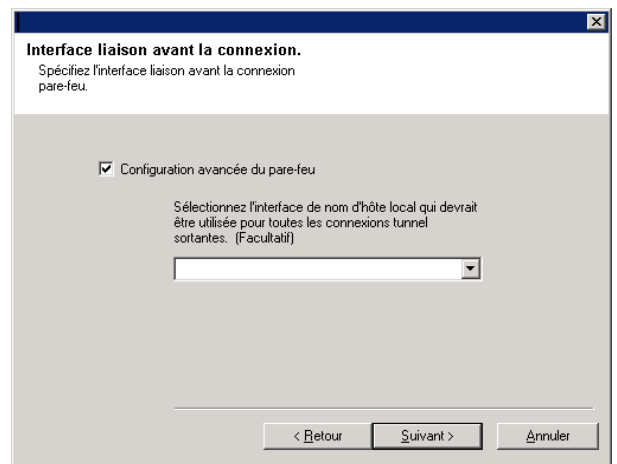 Interface liaison avant la connexion.
Spécifiez l'interface liaison avant la connexion
pare-feu.
Configuration avancée du pare-feu
Sélectionnez l'interface de nom d'hôte local qui devrait
être utilisée pour toutes les connexions tunnel
sortantes. (Facultatif)
< Retour
Suivant >
Annuler